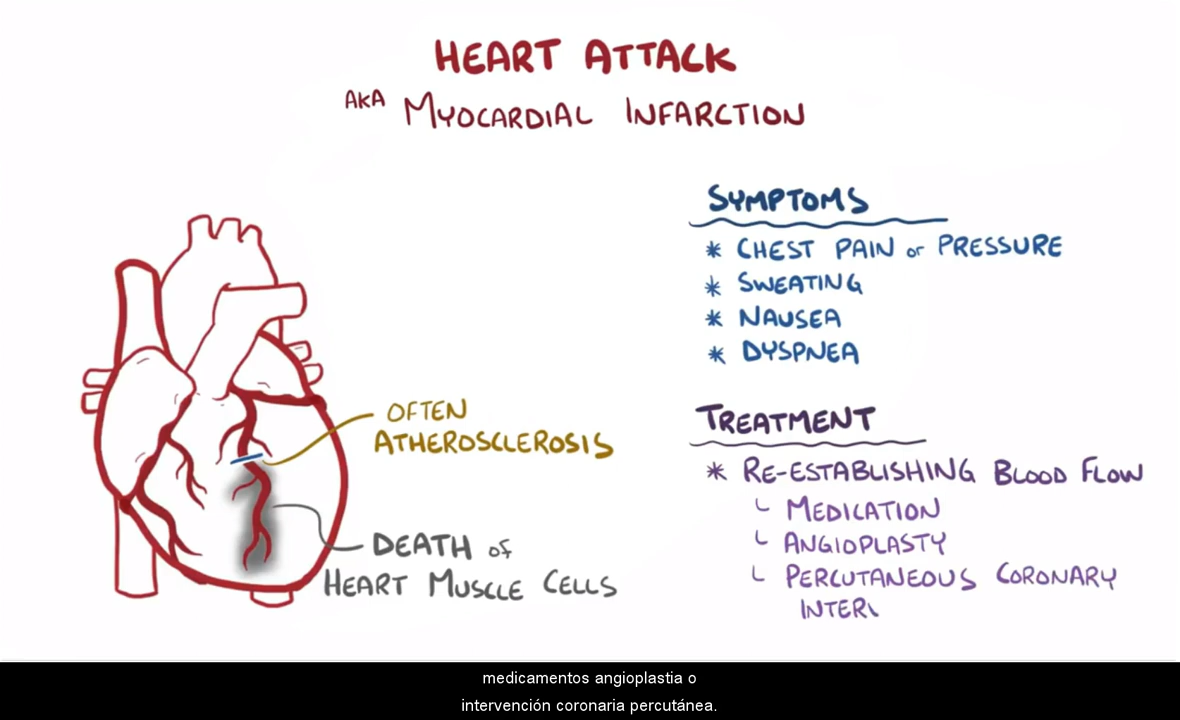 HEART ATTACK
AKA MYOCARDIAL INFARCTION
SYMPTOMS
* CHEST PAIN or PRESSURE
* SWEATING
* NAUSEA
* DYSPNEA
OFTEN
ATHEROSCLEROSIS
DEATH of
HEART MUSCLE CELLS
TREATMENT
* RE-ESTABLISHING BLOOD FLOW
MEDICATION
ANGIOPLASTY
PERCUTANEOUS CORONARY
INTERV
medicamentos angioplastia o
intervención coronaria percutánea.